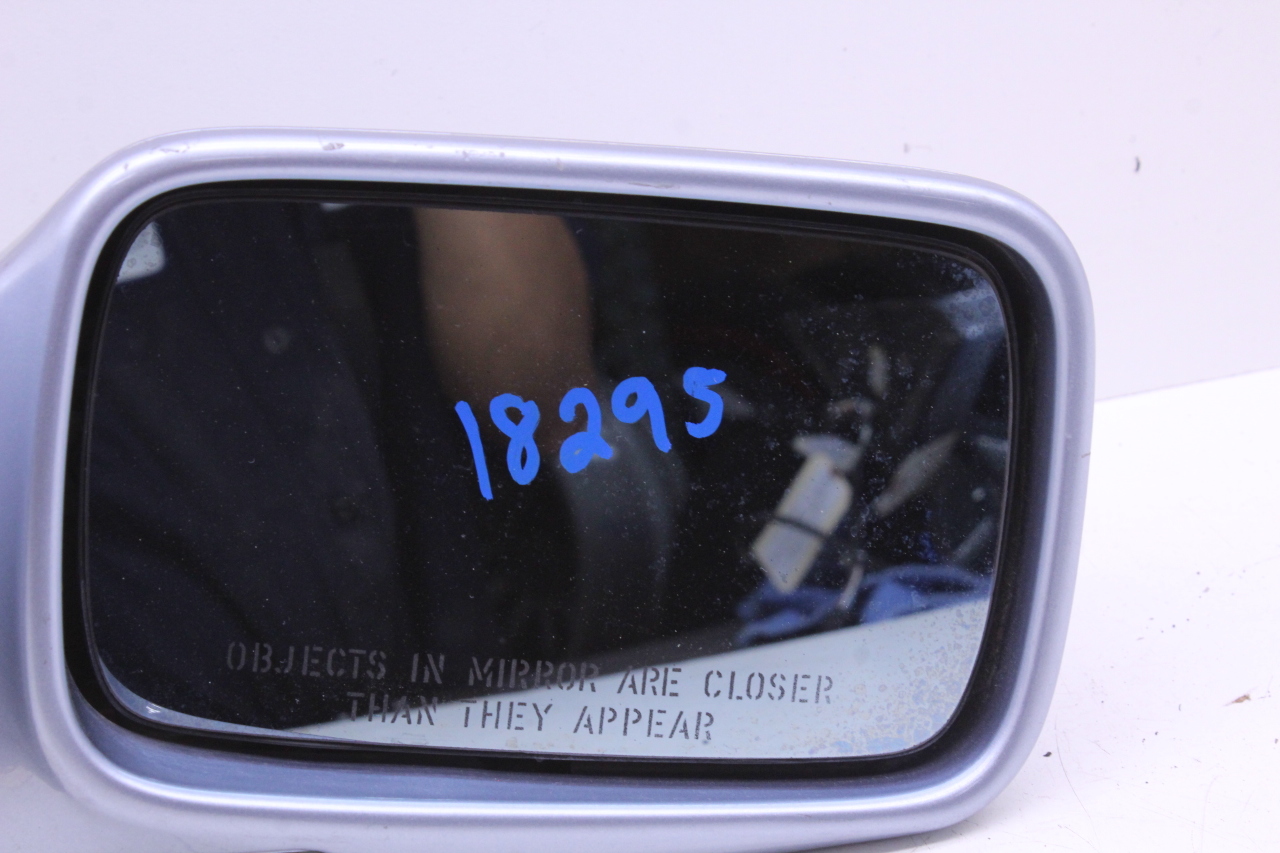 18295
OBJECTS IN MIRROR ARE CLOSER
THAN THEY APPEAR